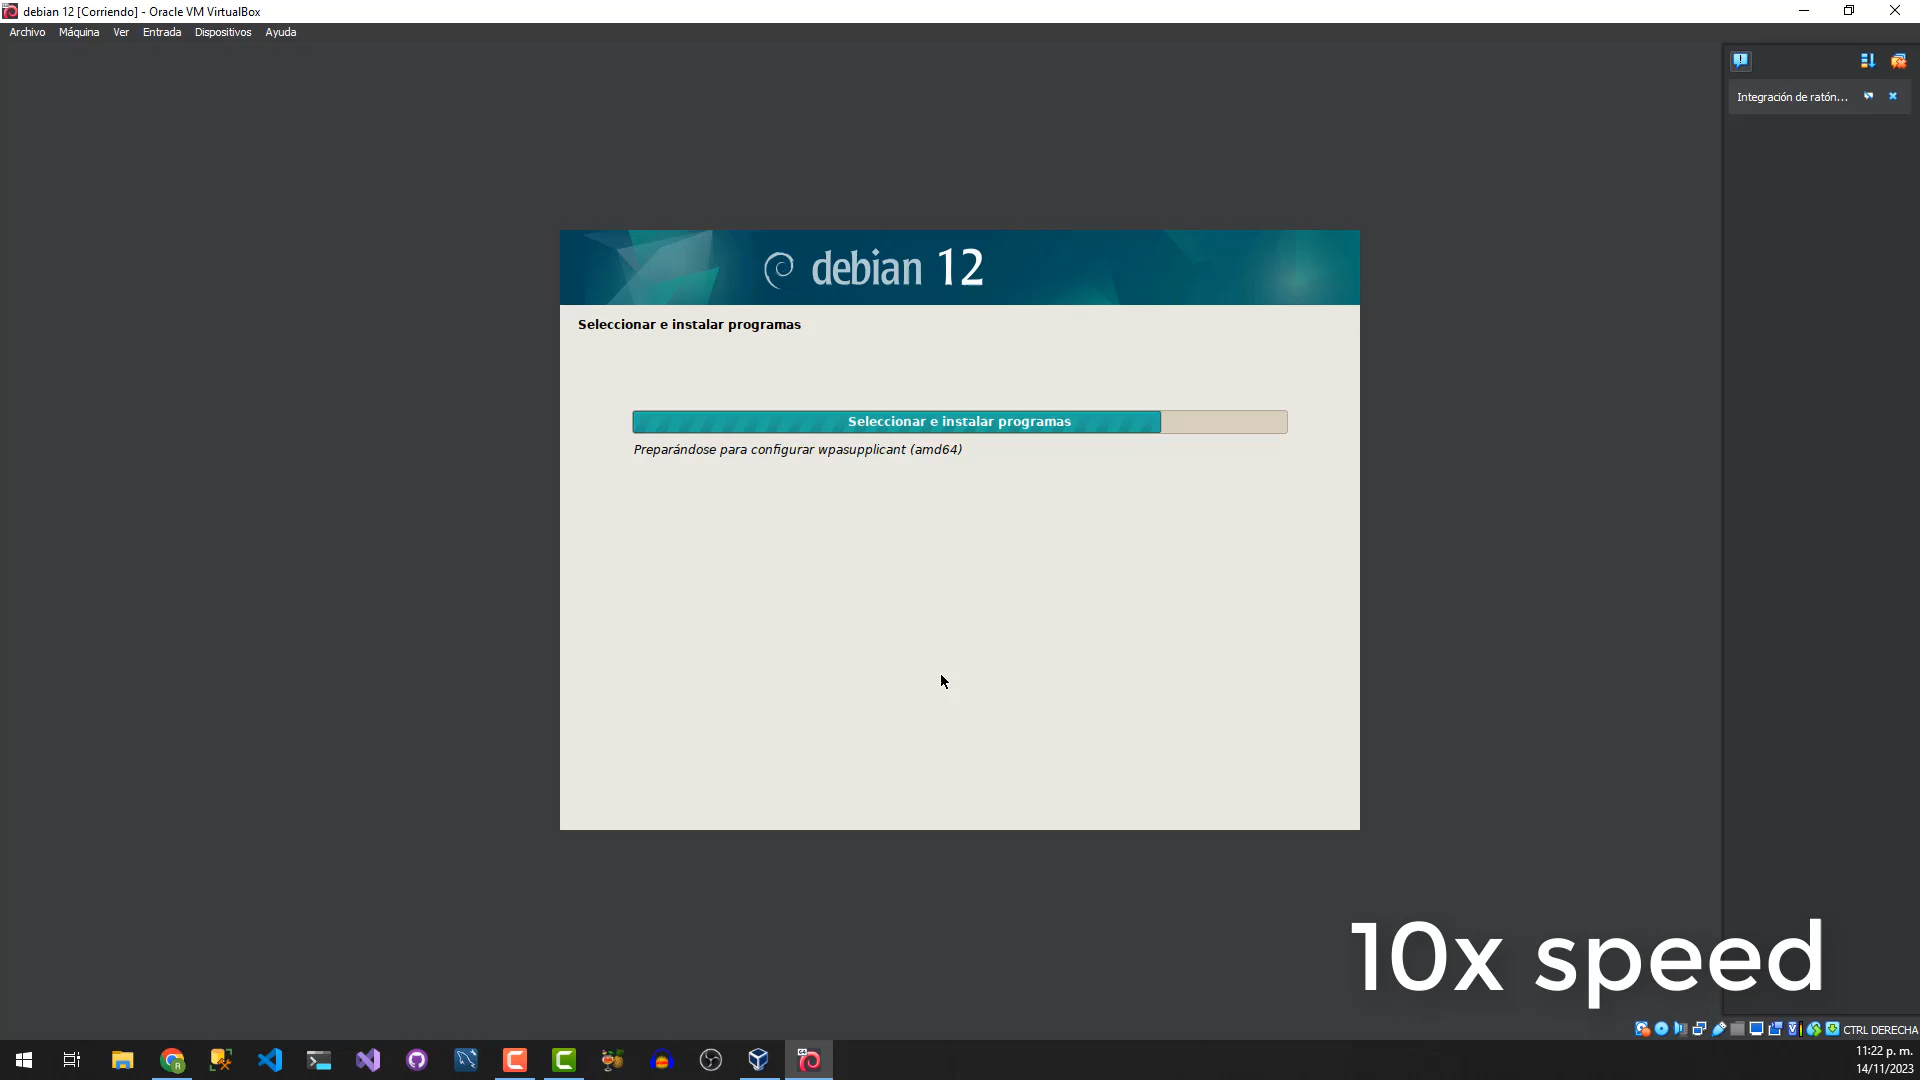 debian 12 [Corriendo] - Oracle VM VirtualBox
Archivo Máquina Ver Entrada Dispositivos Ayuda
Integración de ratón...
debian 12
Seleccionar e instalar programas
Seleccionar e instalar programas
Preparándose para configurar wpasupplicant (amd64)
10x speed
CTRL DERECHA
11:22 p. m.
14/11/2023